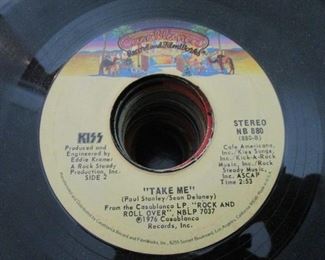 Casablanca
Record and FilmWorks, Inc.
KISS
Produced and
Engineered by
Eddie Kramer
A Rock Steady
Production, Inc.
SIDE 2
STEREO
NB 880
(880-B)
Cafe Americana,
Inc./Kiss Songs,
Inc./Kick-A-Rock
Music, Inc./Rock
Steady Music,
Inc. ASCAP
Time 2:53
"TAKE ME"
(Paul Stanley/Sean Delaney)
From the Casablanca LP: "ROCK AND
ROLL OVER", NBLP 7037
℗1976 Casablanca
Records, Inc.